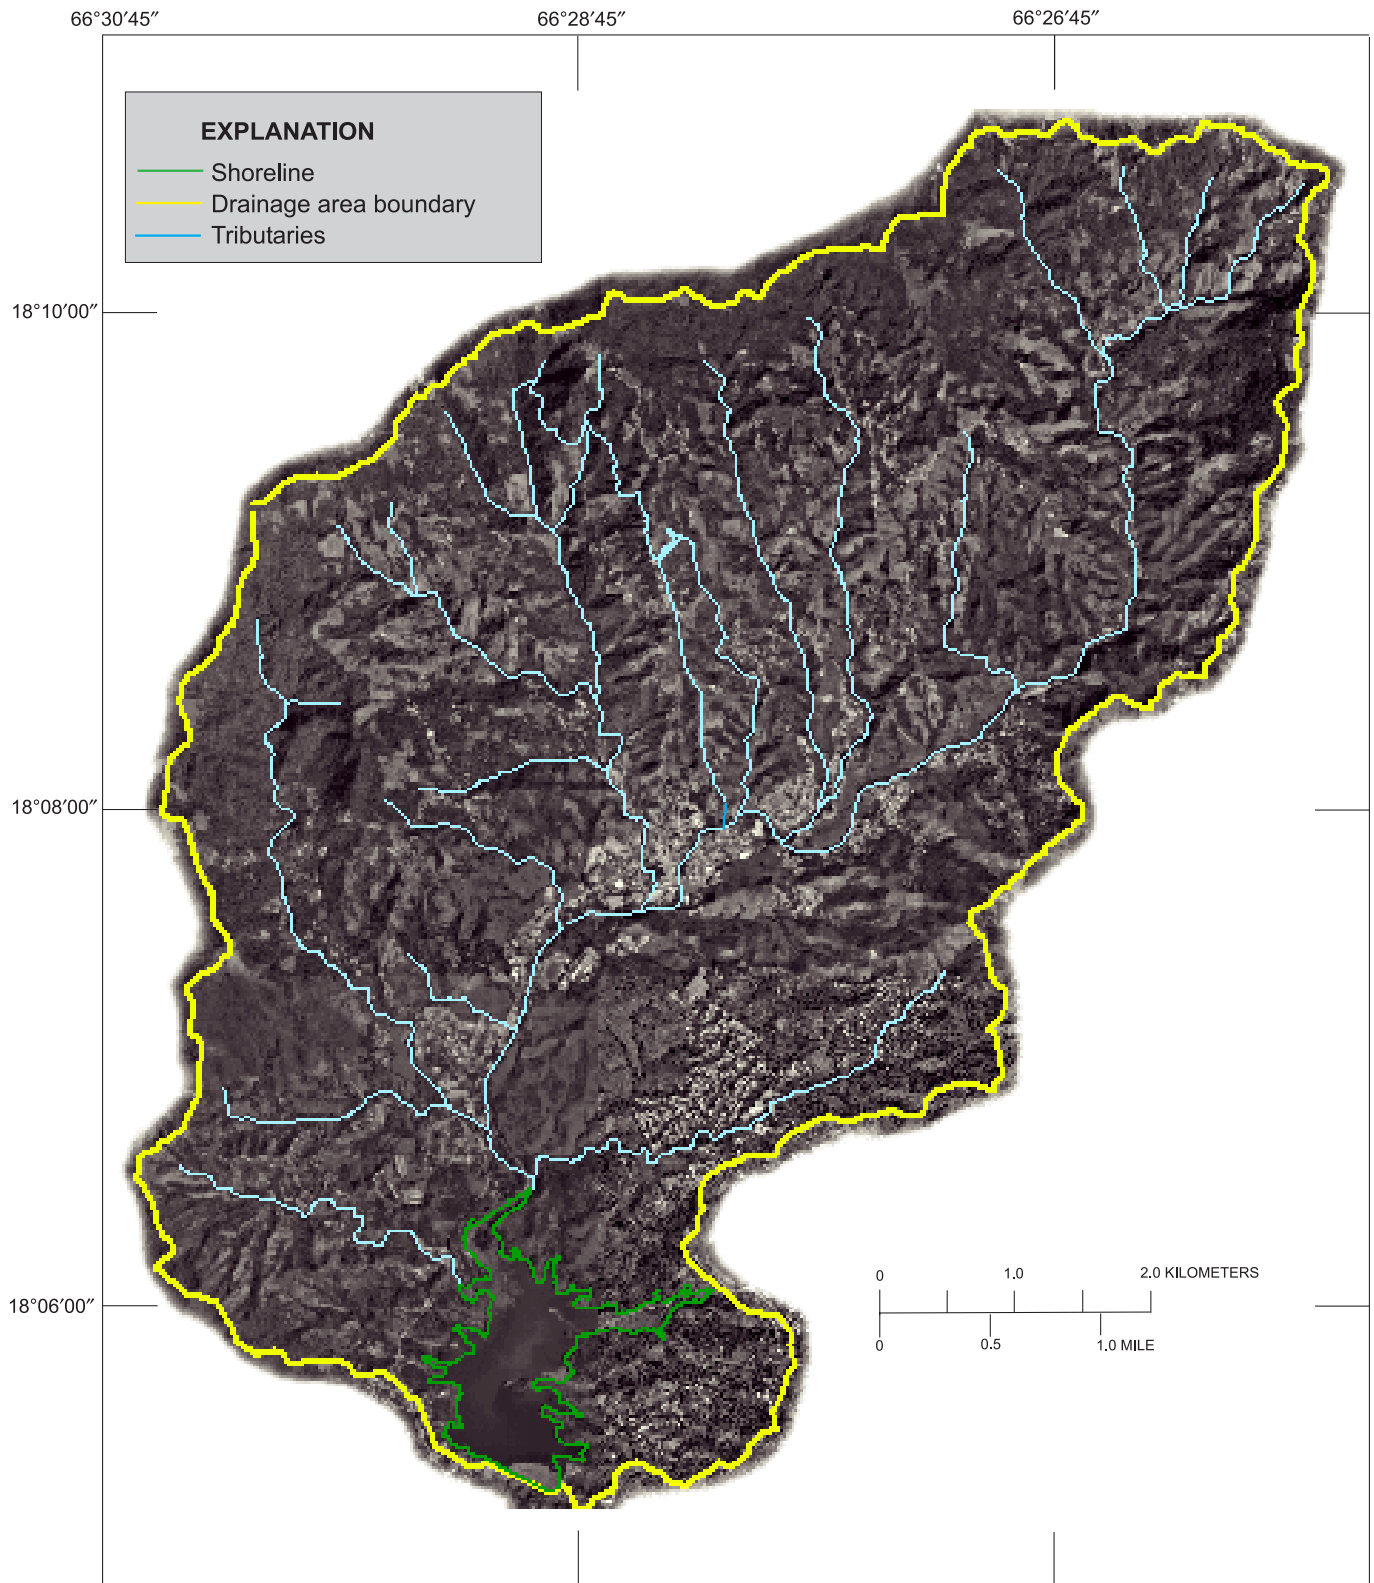 66°30′45″ 66°28′45″ 66°26′45″
EXPLANATION
Shoreline
Drainage area boundary
Tributaries
18°10′00″
18°08′00″
18°06′00″
0 1.0 2.0 KILOMETERS
0 0.5 1.0 MILE